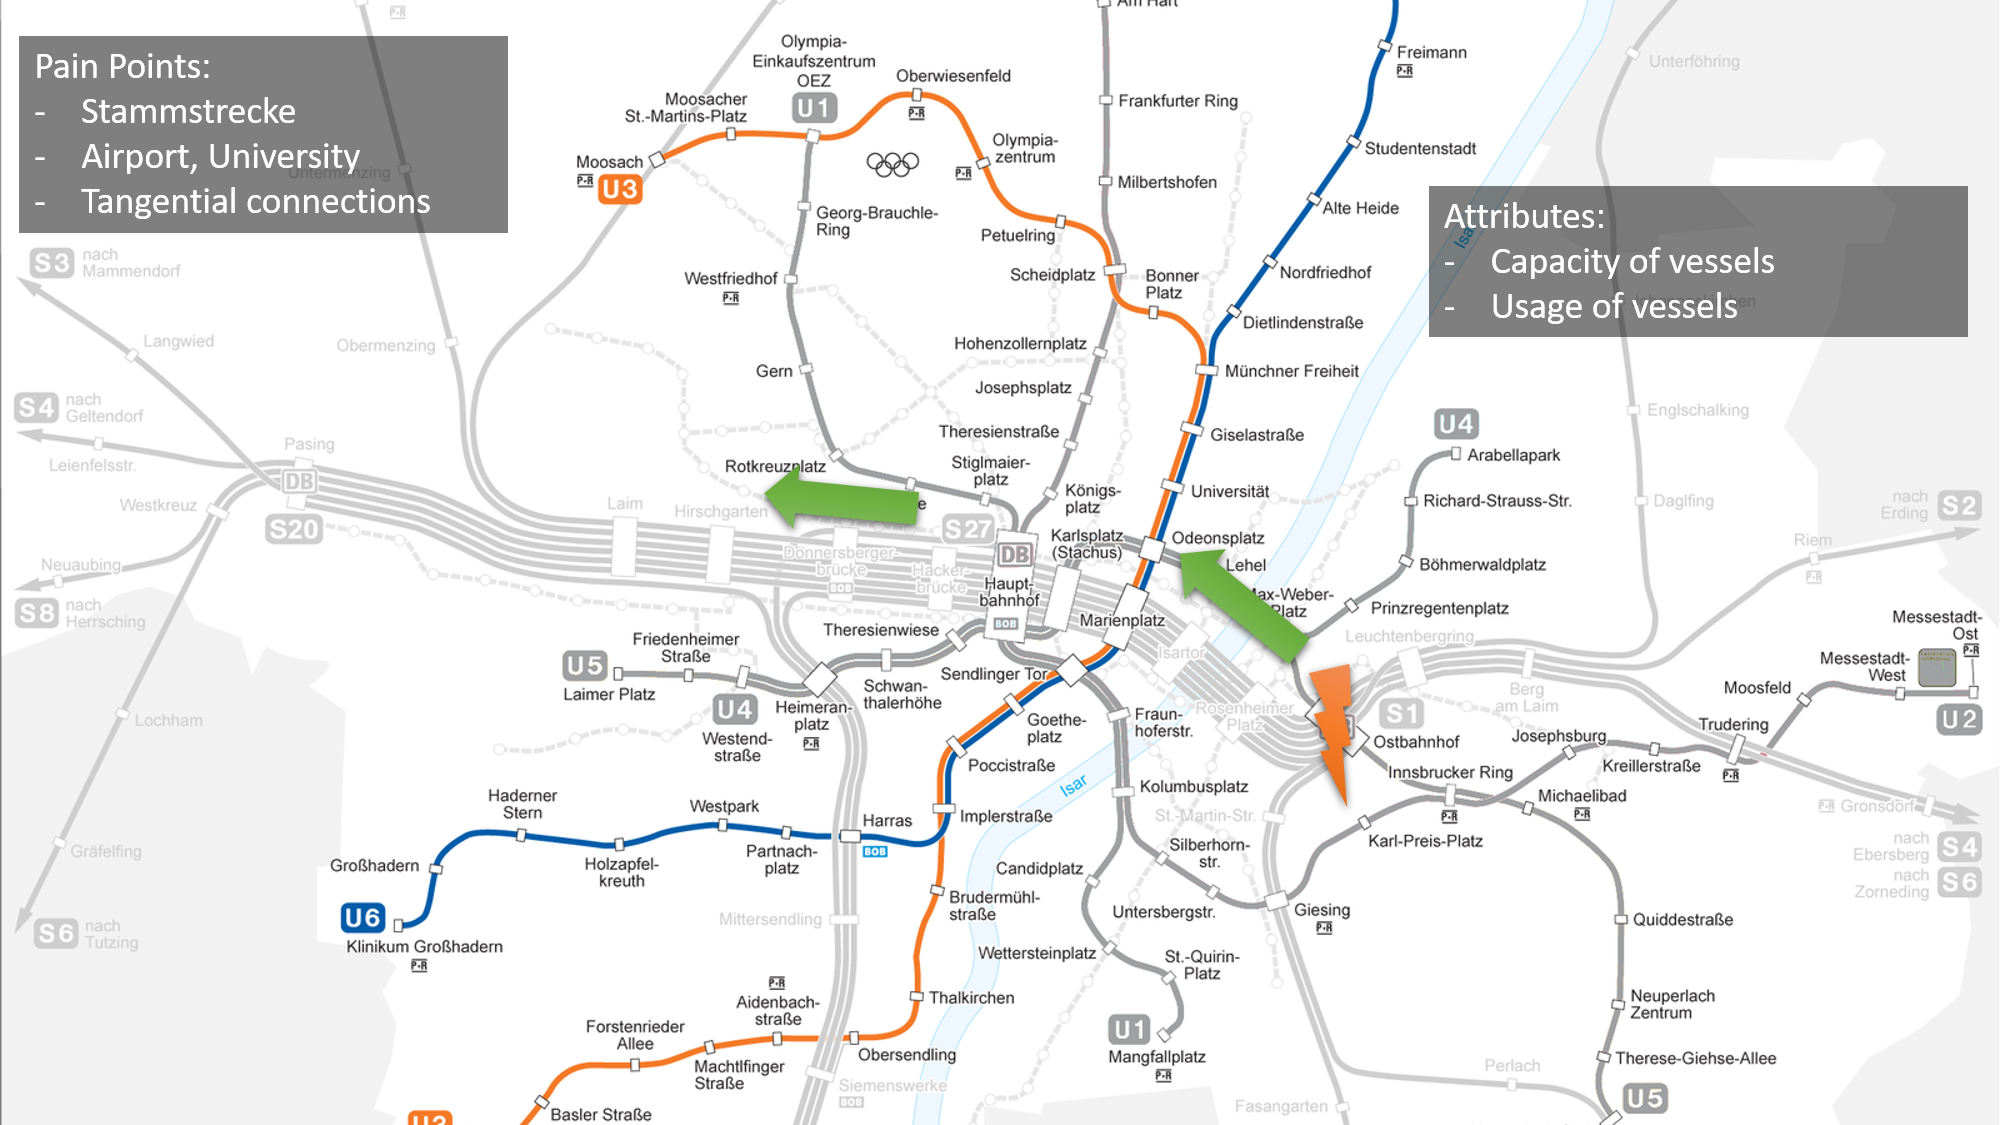 Pain Points:
- Stammstrecke
- Airport, University
- Tangential connections
Untermenzing
Attributes:
- Capacity of vessels
- Usage of vessels
Am Hart
Freimann
P+R
Unterföhring
Olympia-
Einkaufszentrum
OEZ
U1
Oberwiesenfeld
P+R
Moosacher
St.-Martins-Platz
Frankfurter Ring
Olympia-
zentrum
P+R
Studentenstadt
Moosach
P+R
U3
Milbertshofen
Alte Heide
Isar
Georg-Brauchle-
Ring
Petuelring
S3
nach
Mammendorf
Westfriedhof
P+R
Scheidplatz
Bonner
Platz
Nordfriedhof
Dietlindenstraße
Langwied
Obermenzing
Hohenzollernplatz
Gern
Münchner Freiheit
Josephsplatz
S4
nach
Geltendorf
Englschalking
U4
Pasing
Theresienstraße
Giselastraße
Arabellapark
Leienfelsstr.
Rotkreuzplatz
Stiglmaier-
platz
DB
Westkreuz
S20
Laim
Hirschgarten
e
S27
Königs-
platz
Universität
Richard-Strauss-Str.
Daglfing
nach
Erding
S2
Karlsplatz
(Stachus)
Odeonsplatz
Riem
P+R
Donnersberger-
brücke
BOB
Hacker-
brücke
DB
Haupt-
bahnhof
BOB
Lehel
Böhmerwaldplatz
Neuaubing
S8
nach
Herrsching
Max-Weber-
Platz
Prinzregentenplatz
Marienplatz
Isartor
Leuchtenbergring
Messestadt-
Ost
P+R
Friedenheimer
Straße
Theresienwiese
U5
Laimer Platz
Sendlinger Tor
Messestadt-
West
Moosfeld
U2
Schwan-
thalerhöhe
U4
Westend-
straße
Heimeran-
platz
P+R
Goethe-
platz
Fraun-
hoferstr.
Rosenheimer
Platz
S1
Berg
am Laim
Trudering
P+R
Lochham
Ostbahnhof
Josephsburg
Kreillerstraße
Poccistraße
Isar
Kolumbusplatz
Innsbrucker Ring
P+R
Michaelibad
P+R
P+R Gronsdorf
Haderner
Stern
Westpark
Harras
BOB
Implerstraße
St.-Martin-Str.
Karl-Preis-Platz
nach
Ebersberg
S4
Gräfelfing
Großhadern
Holzapfel-
kreuth
Partnach-
platz
Silberhorn-
str.
Candidplatz
nach
Zorneding
S6
Brudermühl-
straße
Untersbergstr.
Giesing
P+R
U6
Klinikum Großhadern
P+R
Mittersendling
Quiddestraße
S6
nach
Tutzing
Wettersteinplatz
St.-Quirin-
Platz
P+R
Aidenbach-
straße
Thalkirchen
Neuperlach
Zentrum
Forstenrieder
Allee
U1
Mangfallplatz
P+R
Machtlfinger
Straße
Obersendling
Therese-Giehse-Allee
Perlach
Siemenswerke
BOB
U5
Basler Straße
Fasangarten
U3